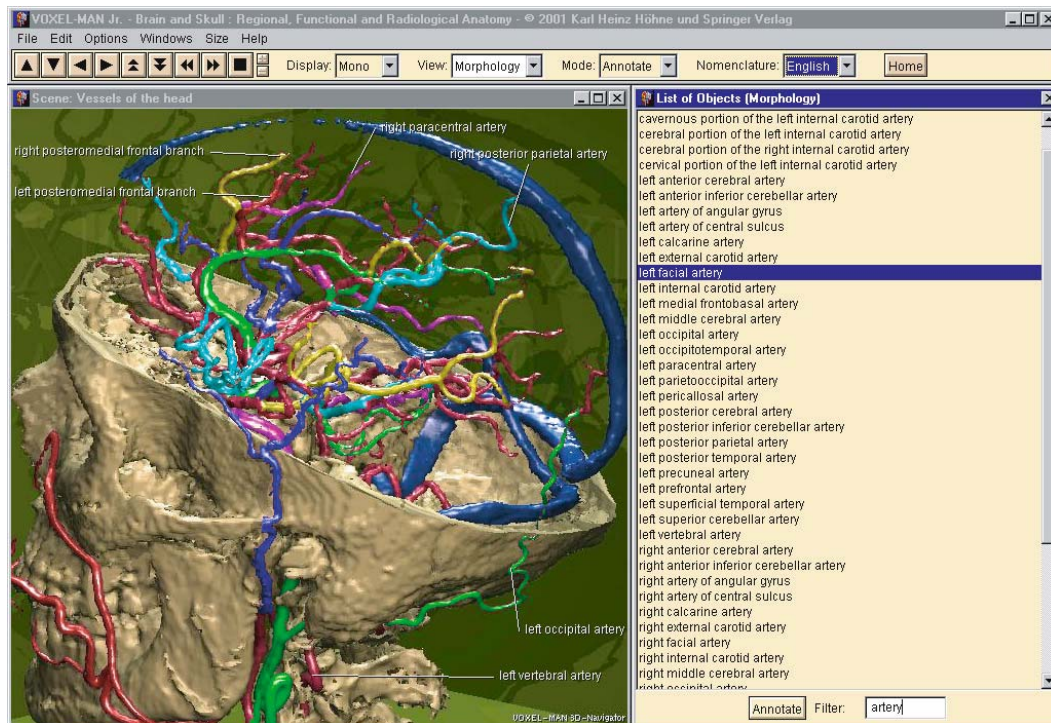 VOXEL-MAN Jr. - Brain and Skull : Regional, Functional and Radiological Anatomy - © 2001 Karl Heinz Höhne und Springer Verlag
File Edit Options Windows Size Help
Display: Mono View: Morphology Mode: Annotate Nomenclature: English Home
Scene: Vessels of the head
right paracentral artery
right posteromedial frontal branch
right posterior parietal artery
left posteromedial frontal branch
left occipital artery
left vertebral artery
VOXEL-MAN 3D-Navigator
List of Objects (Morphology)
cavernous portion of the left internal carotid artery
cerebral portion of the left internal carotid artery
cerebral portion of the right internal carotid artery
cervical portion of the left internal carotid artery
left anterior cerebral artery
left anterior inferior cerebellar artery
left artery of angular gyrus
left artery of central sulcus
left calcarine artery
left external carotid artery
left facial artery
left internal carotid artery
left medial frontobasal artery
left middle cerebral artery
left occipital artery
left occipitotemporal artery
left paracentral artery
left parietooccipital artery
left pericallosal artery
left posterior cerebral artery
left posterior inferior cerebellar artery
left posterior parietal artery
left posterior temporal artery
left precuneal artery
left prefrontal artery
left superficial temporal artery
left superior cerebellar artery
left vertebral artery
right anterior cerebral artery
right anterior inferior cerebellar artery
right artery of angular gyrus
right artery of central sulcus
right calcarine artery
right external carotid artery
right facial artery
right internal carotid artery
right middle cerebral artery
right occipital artery
Annotate Filter: artery